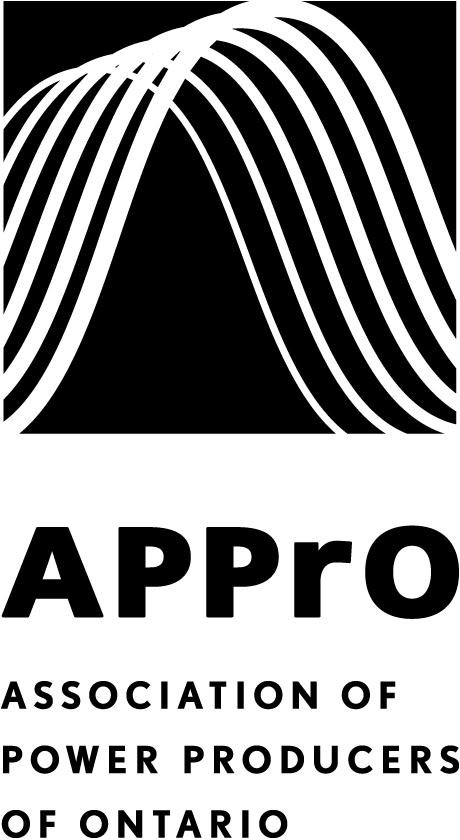 APPrO
ASSOCIATION OF
POWER PRODUCERS
OF ONTARIO